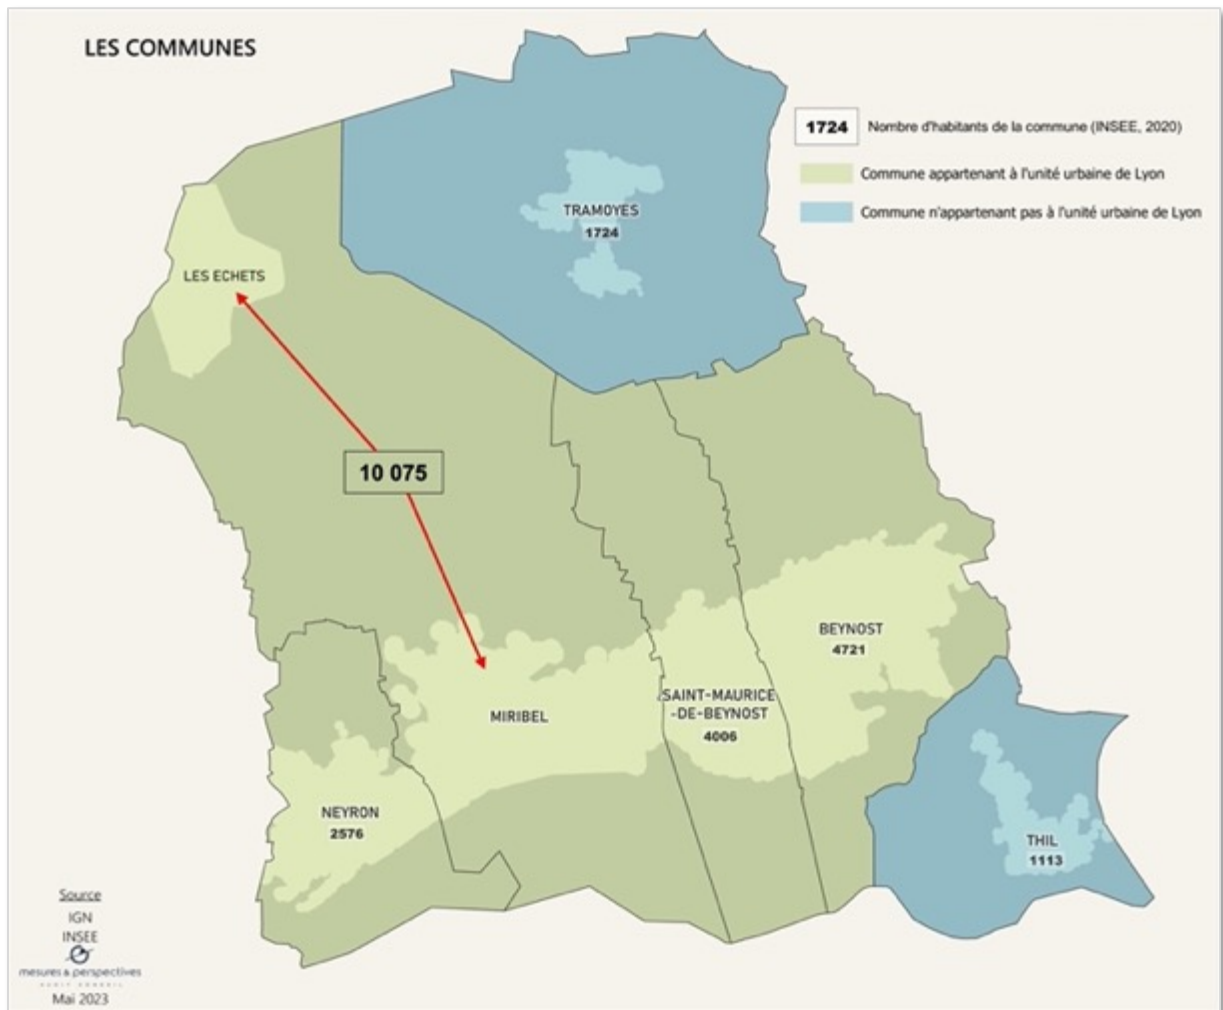 LES COMMUNES
1724 Nombre d'habitants de la commune (INSEE, 2020)
Commune appartenant à l'unité urbaine de Lyon
Commune n'appartenant pas à l'unité urbaine de Lyon
TRAMOYES
1724
LES ECHETS
10 075
BEYNOST
4721
SAINT-MAURICE
-DE-BEYNOST
4006
MIRIBEL
NEYRON
2576
THIL
1113
Source
IGN
INSEE
mesures & perspectives
AUDIT CONSEIL
Mai 2023